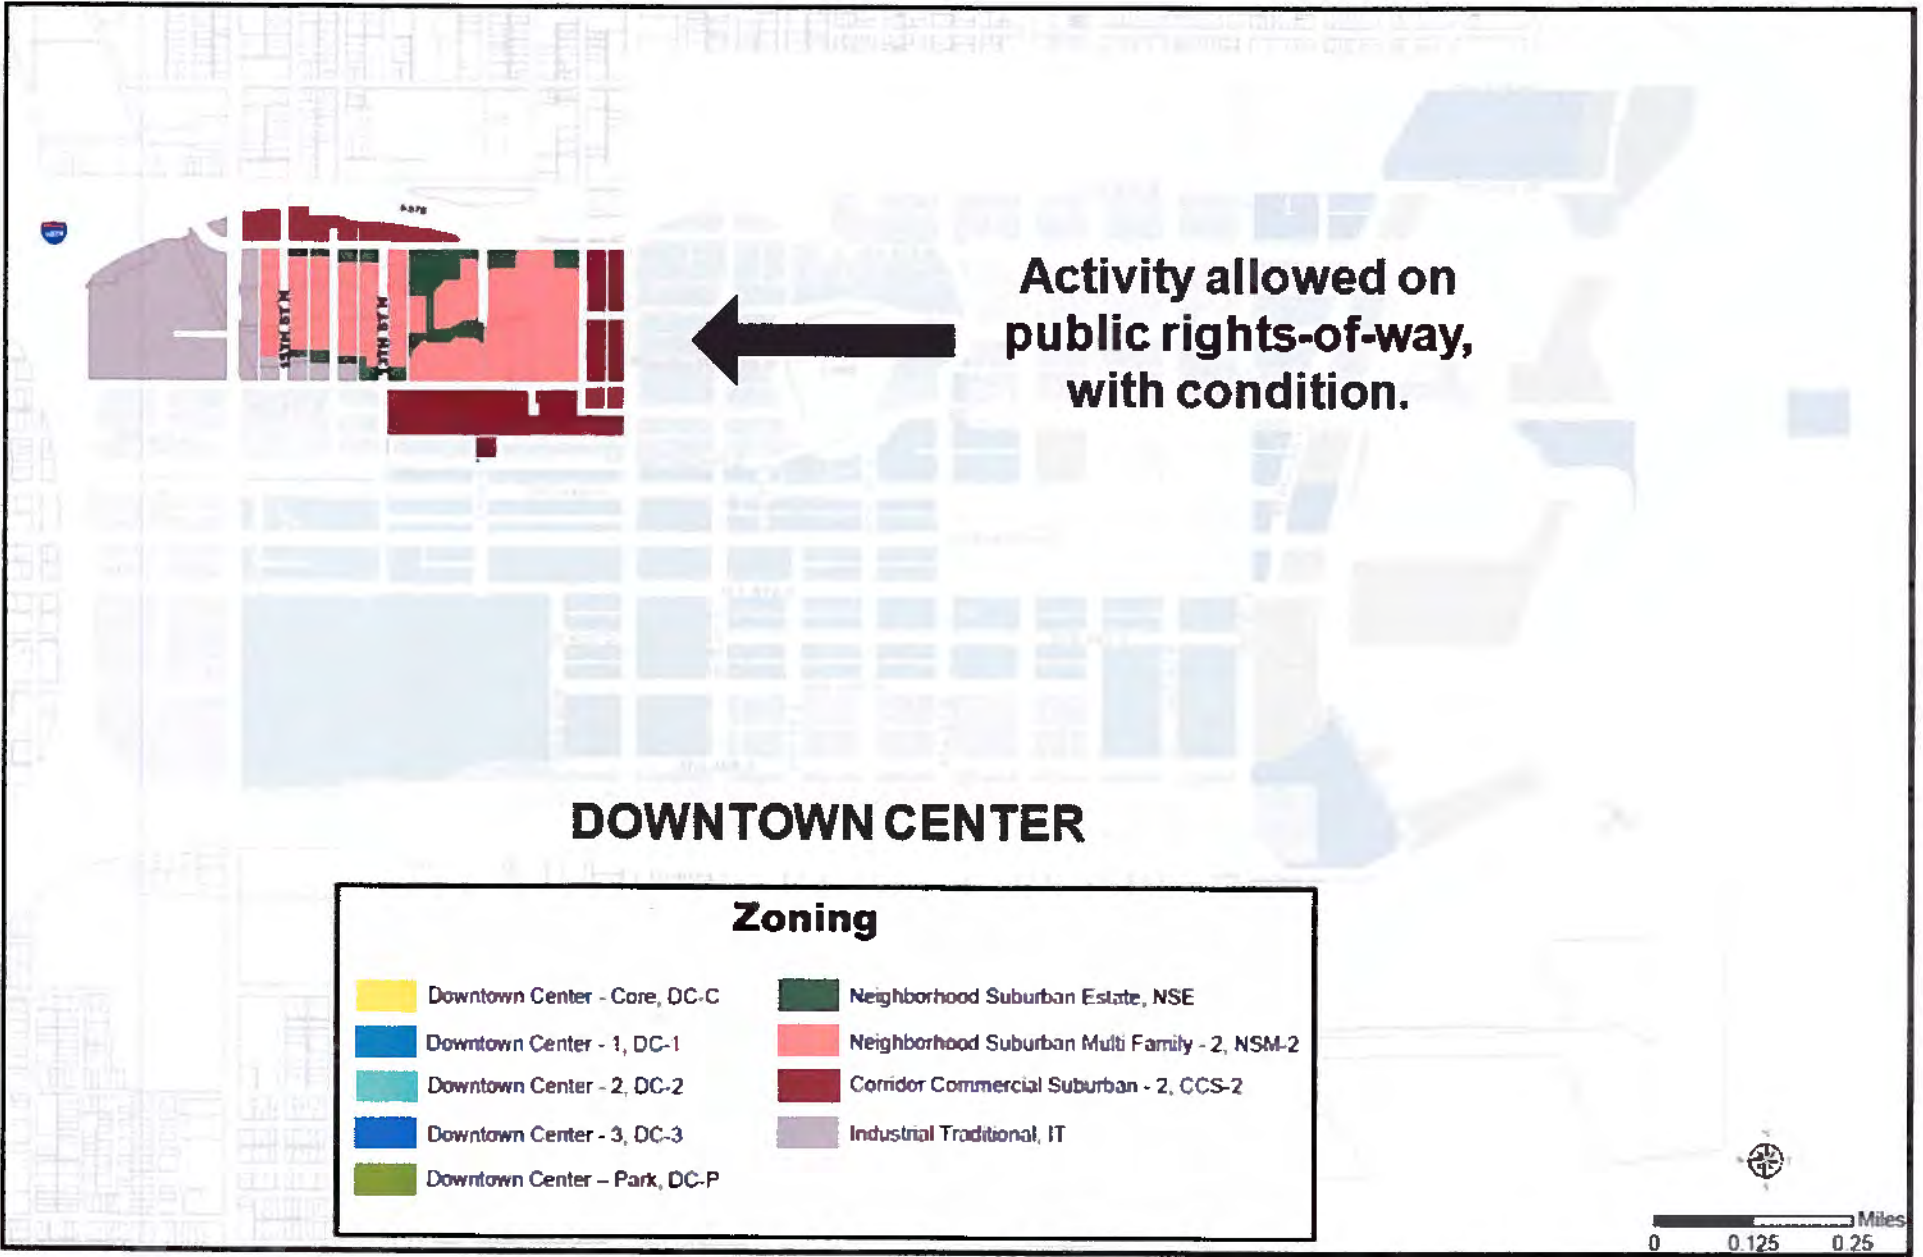 I-375
15TH ST N
Activity allowed on
public rights-of-way,
with condition.
DOWNTOWN CENTER
Zoning
Downtown Center - Core, DC-C
Downtown Center - 1, DC-1
Downtown Center - 2, DC-2
Downtown Center - 3, DC-3
Downtown Center – Park, DC-P
Neighborhood Suburban Estate, NSE
Neighborhood Suburban Multi Family - 2, NSM-2
Corridor Commercial Suburban - 2, CCS-2
Industrial Traditional, IT
Miles
0 0.125 0.25